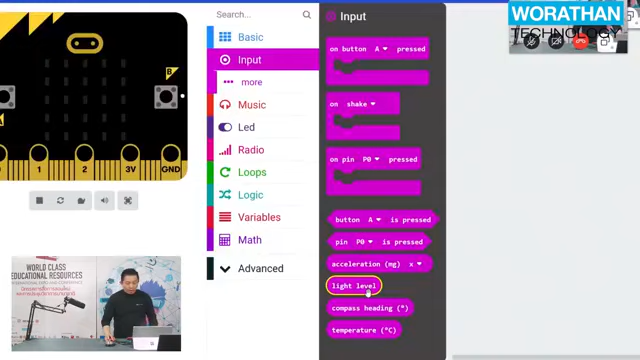 Search...
Basic
Input
more
Music
Led
Radio
Loops
Logic
Variables
Math
Advanced
Input
on button A pressed
on shake
on pin P0 pressed
button A is pressed
pin P0 is pressed
acceleration (mg) x
light level
compass heading (°)
temperature (°C)
WORATHAN
TECHNOLOGY
B
A
1
2
3V
GND
WORLD CLASS
EDUCATIONAL
RESOURCES